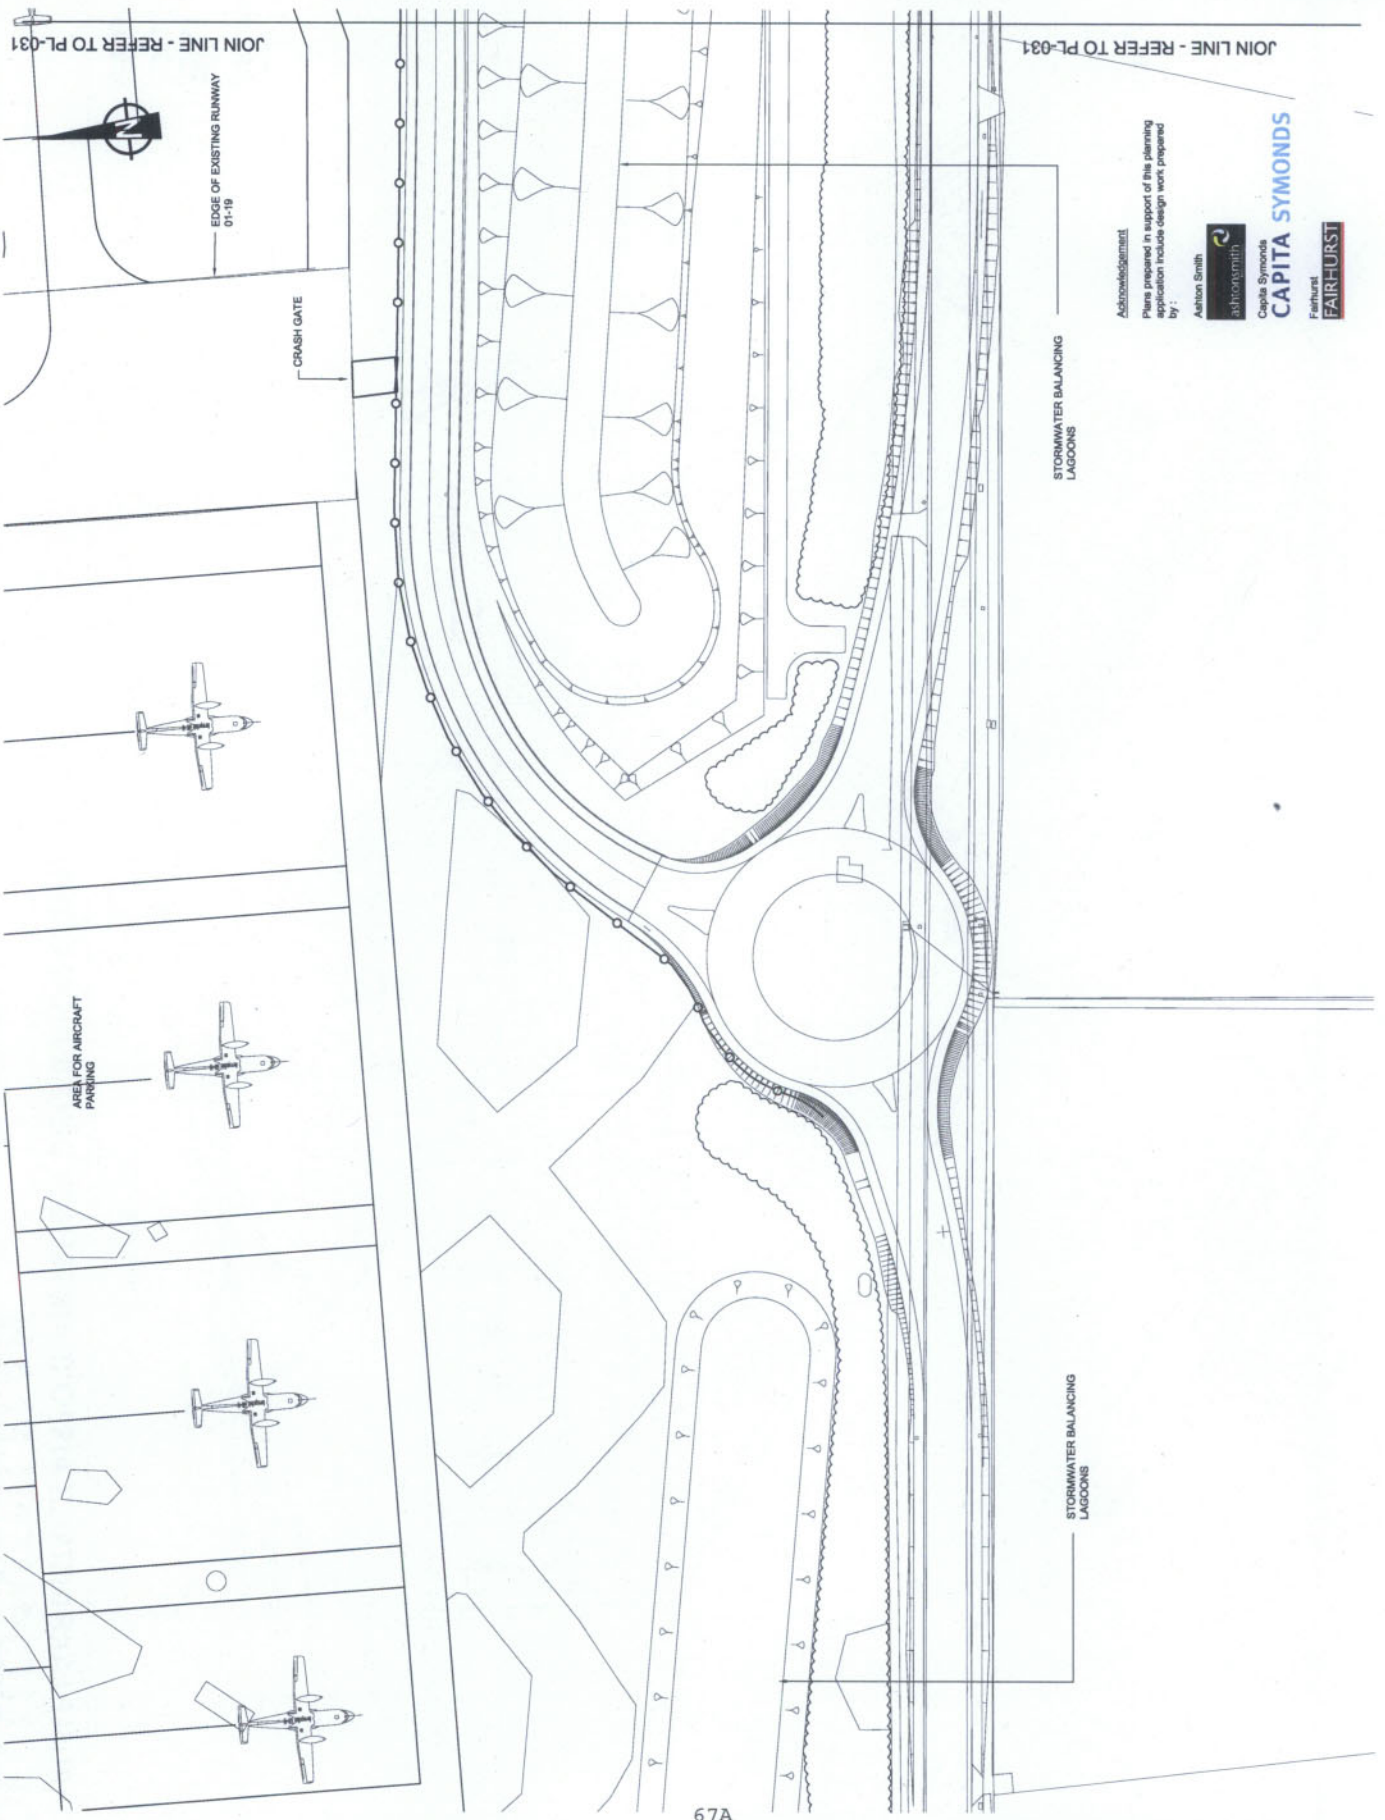 JOIN LINE - REFER TO PL-031
JOIN LINE - REFER TO PL-031
N
EDGE OF EXISTING RUNWAY
01-19
CRASH GATE
STORMWATER BALANCING
LAGOONS
Acknowledgement
Plans prepared in support of this planning
application include design work prepared
by :
Ashton Smith
ashtonsmith
Capita Symonds
CAPITA SYMONDS
Fairhurst
FAIRHURST
AREA FOR AIRCRAFT
PARKING
STORMWATER BALANCING
LAGOONS
67A